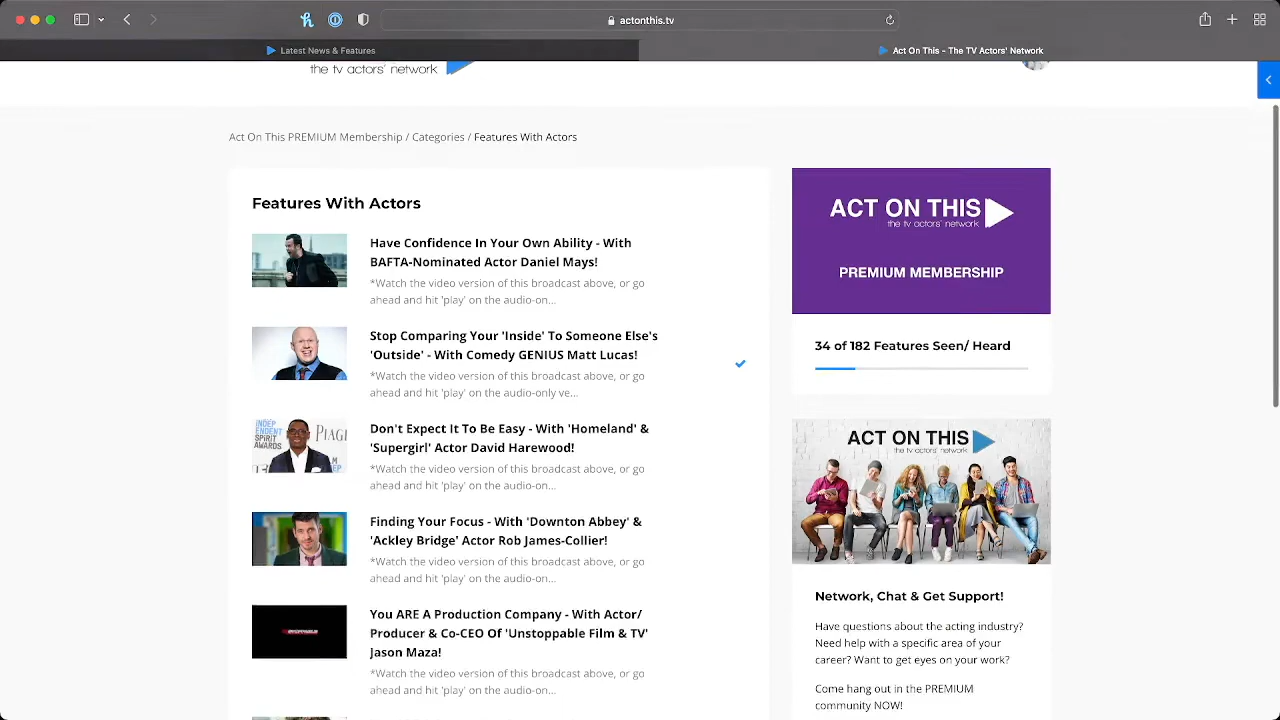 actonthis.tv
Latest News & Features
Act On This - The TV Actors' Network
the tv actors' network
Act On This PREMIUM Membership / Categories / Features With Actors
Features With Actors
Have Confidence In Your Own Ability - With
BAFTA-Nominated Actor Daniel Mays!
*Watch the video version of this broadcast above, or go
ahead and hit 'play' on the audio-on...
Stop Comparing Your 'Inside' To Someone Else's
'Outside' - With Comedy GENIUS Matt Lucas!
*Watch the video version of this broadcast above, or go
ahead and hit 'play' on the audio-only ve...
INDEP
ENDENT
SPIRIT
AWARDS
PIAGE
Don't Expect It To Be Easy - With 'Homeland' &
'Supergirl' Actor David Harewood!
*Watch the video version of this broadcast above, or go
ahead and hit 'play' on the audio-on...
Finding Your Focus - With 'Downton Abbey' &
'Ackley Bridge' Actor Rob James-Collier!
*Watch the video version of this broadcast above, or go
ahead and hit 'play' on the audio-on...
You ARE A Production Company - With Actor/
Producer & Co-CEO Of 'Unstoppable Film & TV'
Jason Maza!
*Watch the video version of this broadcast above, or go
ahead and hit 'play' on the audio-on...
ACT ON THIS
the tv actors' network
PREMIUM MEMBERSHIP
34 of 182 Features Seen/ Heard
ACT ON THIS
the tv actors' network
Network, Chat & Get Support!
Have questions about the acting industry?
Need help with a specific area of your
career? Want to get eyes on your work?
Come hang out in the PREMIUM
community NOW!